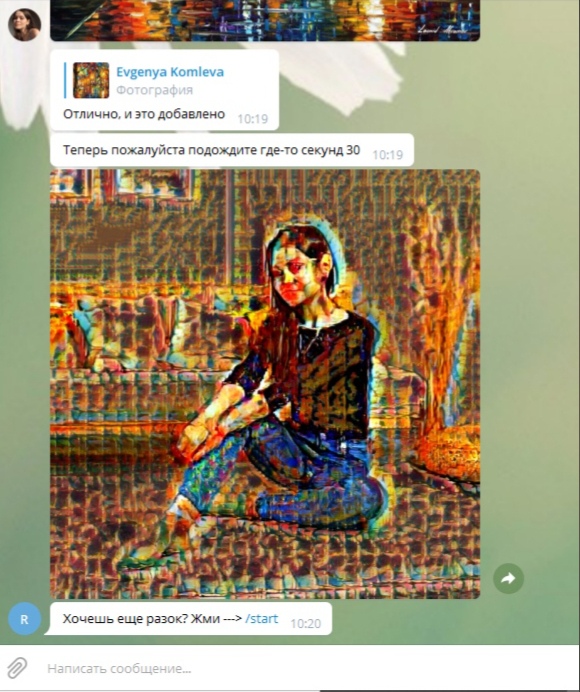 Evgenya Komleva
Фотография
Отлично, и это добавлено 10:19
Теперь пожалуйста подождите где-то секунд 30 10:19
R
Хочешь еще разок? Жми ---> /start 10:20
Написать сообщение...